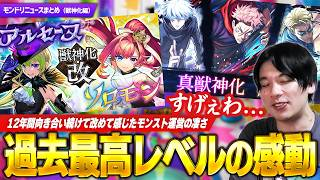 モンドリニュースまとめ（獣神化編）
アルセーヌ
獣神化
改
ソロモン
真獣神化
すげぇわ…
12年間向き合い続けて改めて感じたモンスト運営の凄さ
過去最高レベルの感動